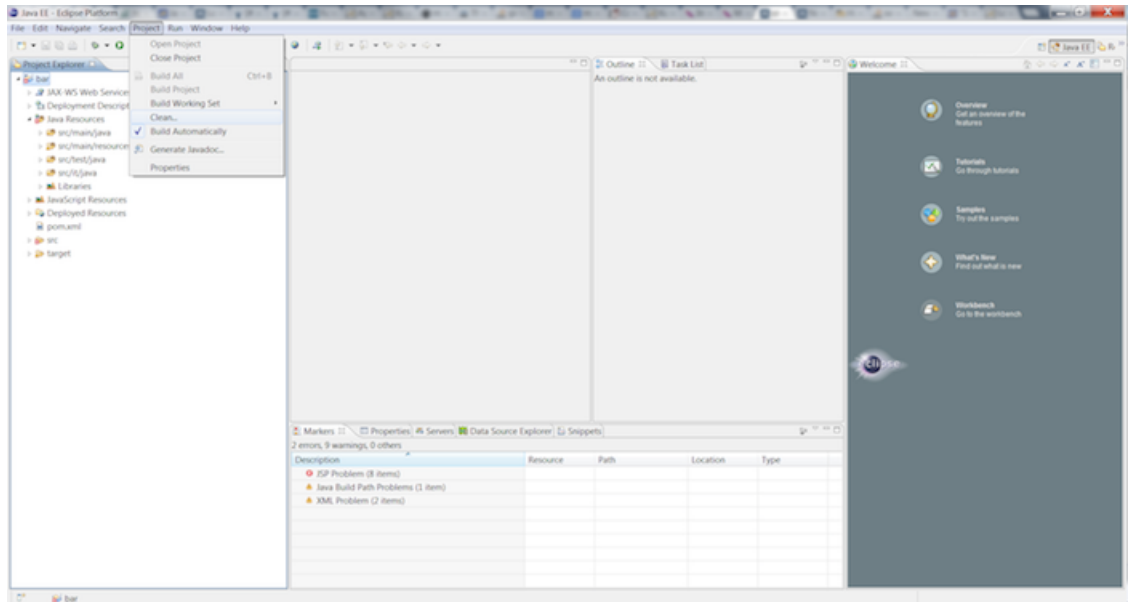 Java EE - Eclipse Platform
File Edit Navigate Search Project Run Window Help
Open Project
Close Project
Build All Ctrl+B
Build Project
Build Working Set
Clean...
Build Automatically
Generate Javadoc...
Properties
Java EE
Project Explorer
bar
JAX-WS Web Services
Deployment Descript
Java Resources
src/main/java
src/main/resource
src/test/java
src/it/java
Libraries
JavaScript Resources
Deployed Resources
pom.xml
src
target
Outline Task List
An outline is not available.
Welcome
Overview
Get an overview of the
features
Tutorials
Go through tutorials
Samples
Try out the samples
What's New
Find out what is new
Workbench
Go to the workbench
eclipse
Markers Properties Servers Data Source Explorer Snippets
2 errors, 9 warnings, 0 others
Description Resource Path Location Type
JSP Problem (8 items)
Java Build Path Problems (1 item)
XML Problem (2 items)
bar